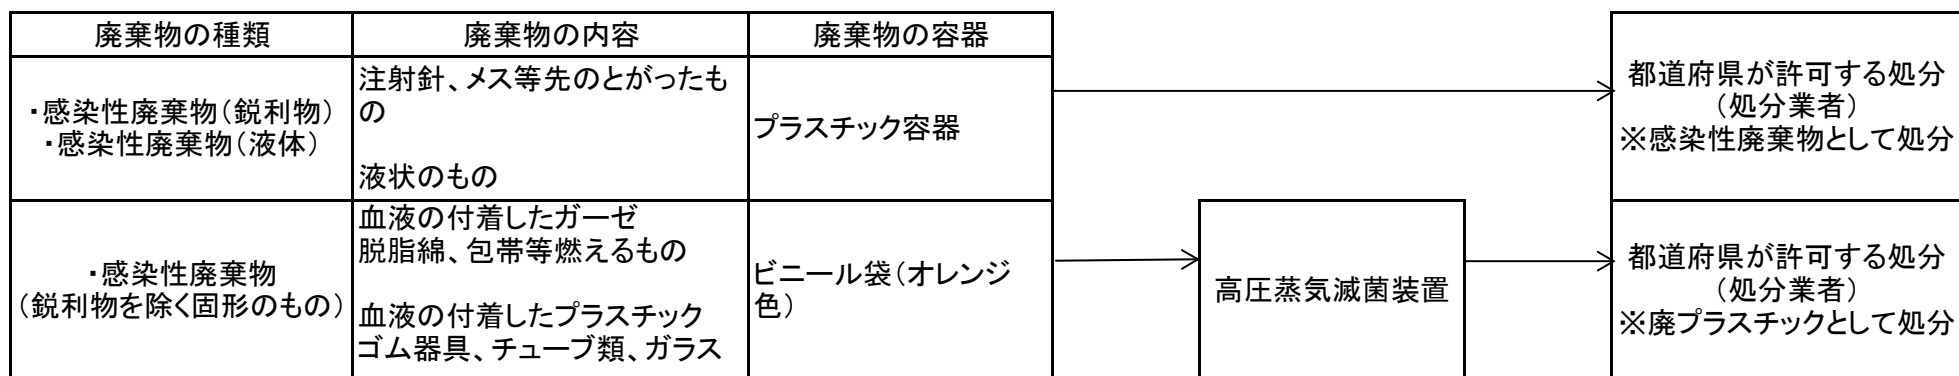 廃棄物の種類
廃棄物の内容
廃棄物の容器
・感染性廃棄物（鋭利物）
・感染性廃棄物（液体）
注射針、メス等先のとがったも
の
液状のもの
プラスチック容器
都道府県が許可する処分
（処分業者）
※感染性廃棄物として処分
・感染性廃棄物
（鋭利物を除く固形のもの）
血液の付着したガーゼ
脱脂綿、包帯等燃えるもの
血液の付着したプラスチック
ゴム器具、チューブ類、ガラス
ビニール袋（オレンジ
色）
高圧蒸気滅菌装置
都道府県が許可する処分
（処分業者）
※廃プラスチックとして処分